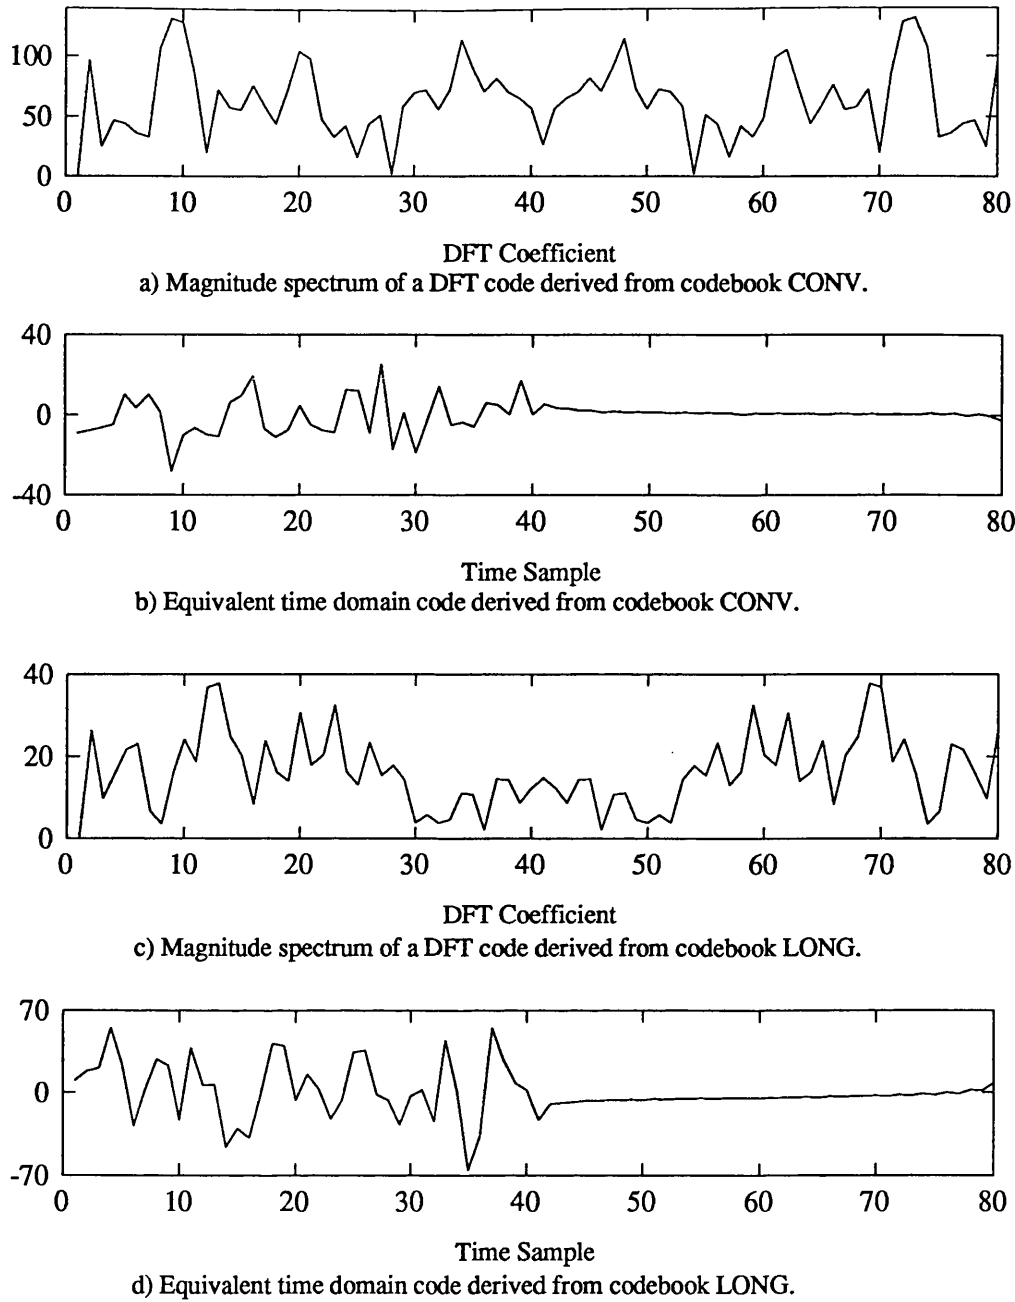 100
50
0
0 10 20 30 40 50 60 70 80
DFT Coefficient
a) Magnitude spectrum of a DFT code derived from codebook CONV.
40
0
-40
0 10 20 30 40 50 60 70 80
Time Sample
b) Equivalent time domain code derived from codebook CONV.
40
20
0
0 10 20 30 40 50 60 70 80
DFT Coefficient
c) Magnitude spectrum of a DFT code derived from codebook LONG.
70
0
-70
0 10 20 30 40 50 60 70 80
Time Sample
d) Equivalent time domain code derived from codebook LONG.